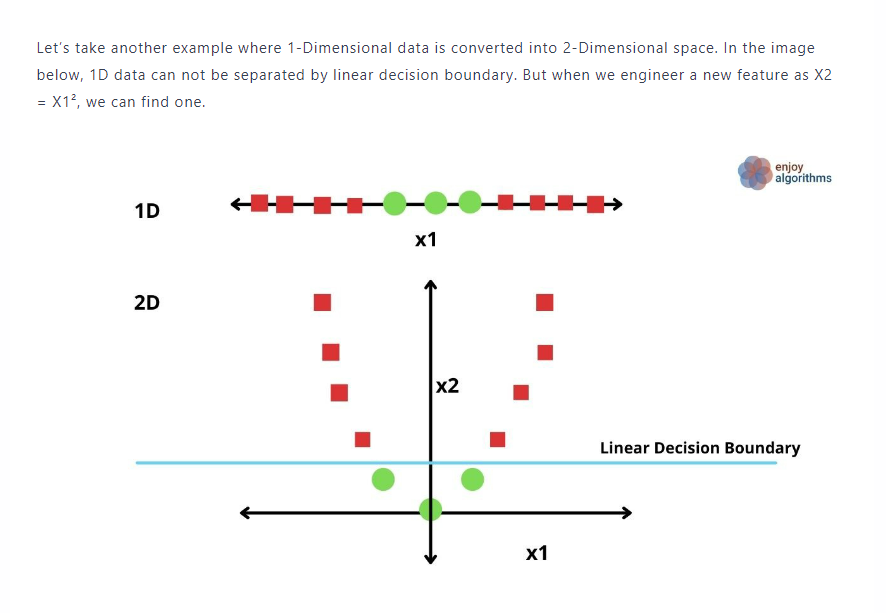 Let's take another example where 1-Dimensional data is converted into 2-Dimensional space. In the image
below, 1D data can not be separated by linear decision boundary. But when we engineer a new feature as X2
= X1², we can find one.
enjoy
algorithms
1D
x1
2D
x2
Linear Decision Boundary
x1